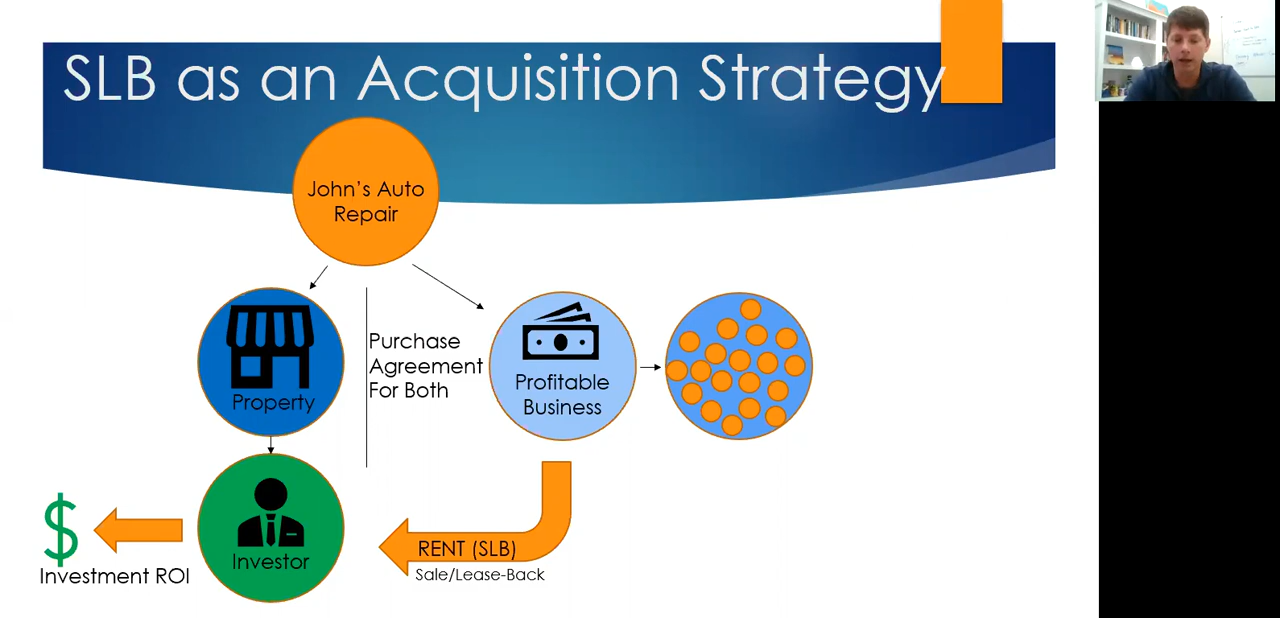 SLB as an Acquisition Strategy
John’s Auto
Repair
Purchase
Agreement
For Both
Property
Profitable
Business
Investor
$
Investment ROI
RENT (SLB)
Sale/Lease-Back